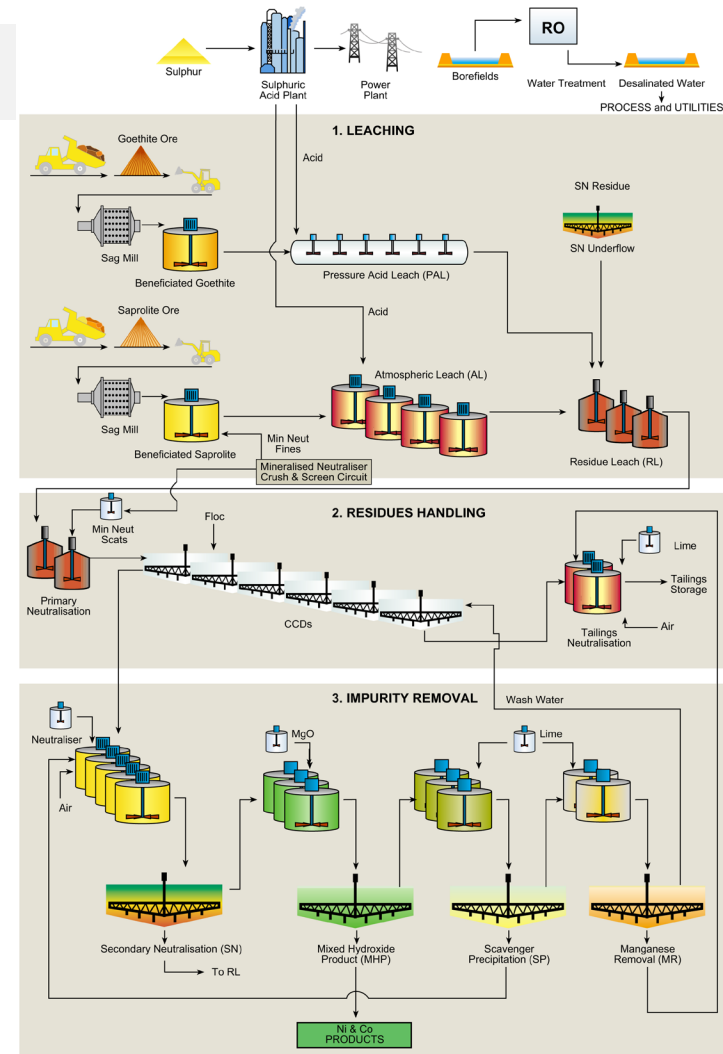 RO
Sulphur
Sulphuric
Acid Plant
Power
Plant
Borefields
Water Treatment
Desalinated Water
PROCESS and UTILITIES
1. LEACHING
Goethite Ore
Acid
SN Residue
Sag Mill
SN Underflow
Beneficiated Goethite
Pressure Acid Leach (PAL)
Saprolite Ore
Acid
Atmospheric Leach (AL)
Sag Mill
Min Neut
Fines
Beneficiated Saprolite
Mineralised Neutraliser
Crush & Screen Circuit
Residue Leach (RL)
2. RESIDUES HANDLING
Min Neut
Scats
Floc
Lime
Tailings
Storage
Primary
Neutralisation
CCDs
Air
Tailings
Neutralisation
3. IMPURITY REMOVAL
Wash Water
Neutraliser
MgO
Lime
Air
Secondary Neutralisation (SN)
To RL
Mixed Hydroxide
Product (MHP)
Scavenger
Precipitation (SP)
Manganese
Removal (MR)
Ni & Co
PRODUCTS